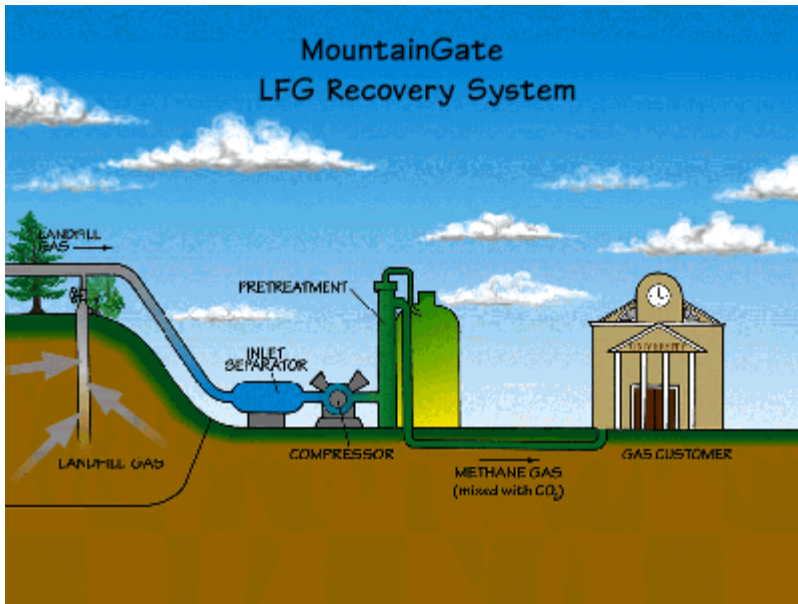 MountainGate
LFG Recovery System
LANDFILL
GAS
PRETREATMENT
INLET
SEPARATOR
UNIVERSITY
LANDFILL GAS
COMPRESSOR
METHANE GAS
(mixed with CO₂)
GAS CUSTOMER